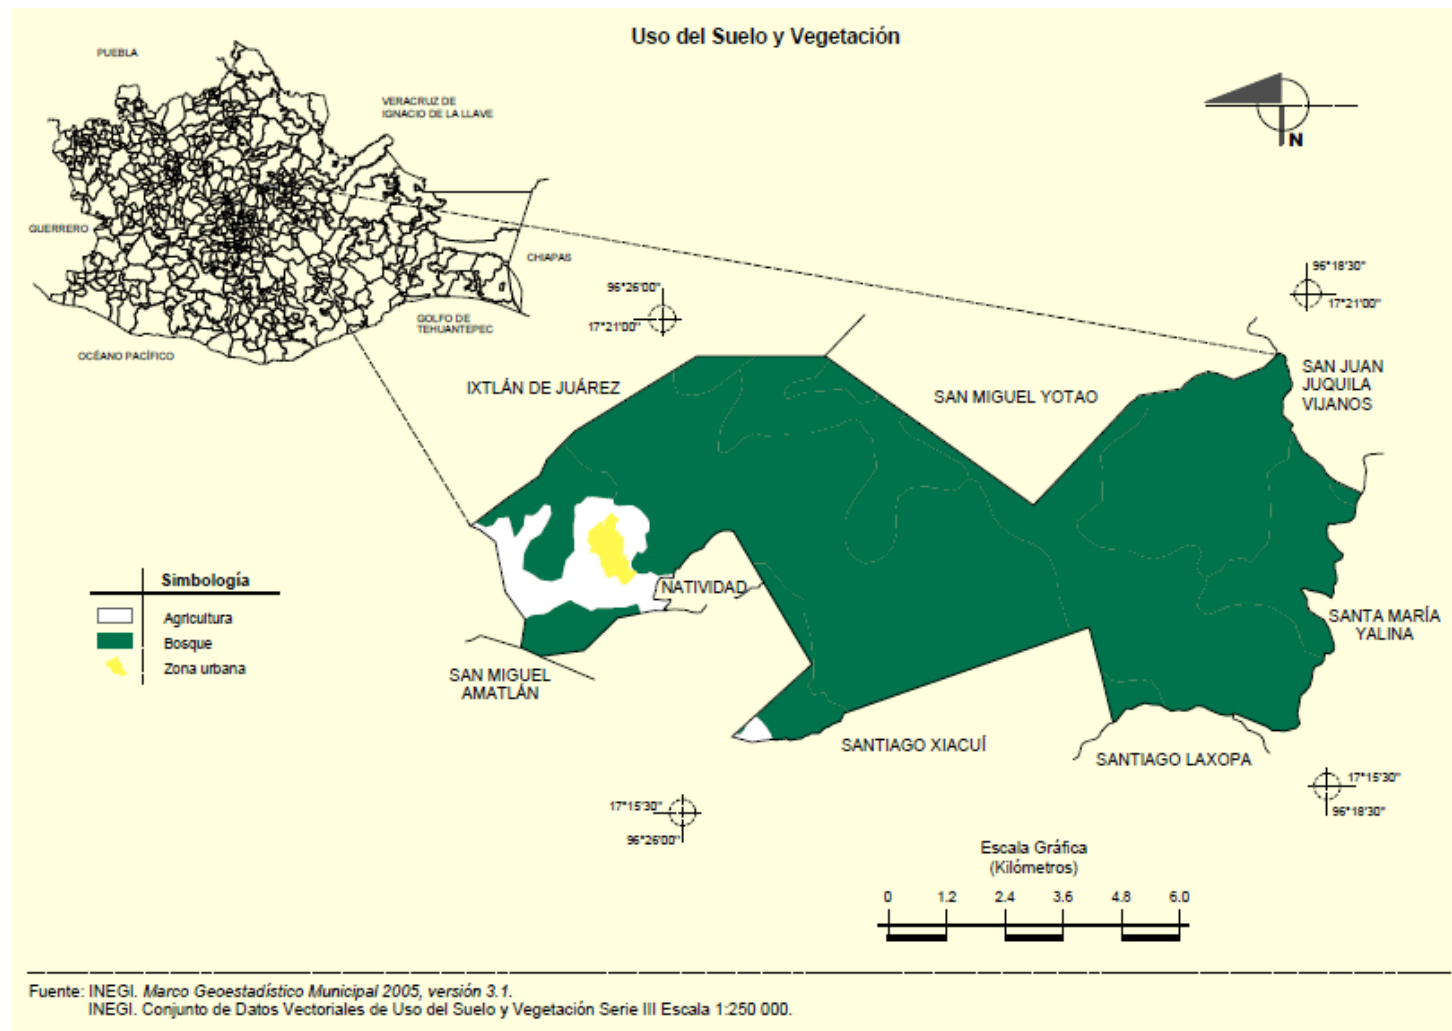 Uso del Suelo y Vegetación
PUEBLA
VERACRUZ DE
IGNACIO DE LA LLAVE
N
GUERRERO
CHIAPAS
GOLFO DE
TEHUANTEPEC
OCÉANO PACÍFICO
96°26'00"
17°21'00"
96°18'30"
17°21'00"
IXTLÁN DE JUÁREZ
SAN MIGUEL YOTAO
SAN JUAN
JUQUILA
VIJANOS
NATIVIDAD
SANTA MARÍA
YALINA
SAN MIGUEL
AMATLÁN
SANTIAGO XIACUÍ
SANTIAGO LAXOPA
Simbología
Agricultura
Bosque
Zona urbana
17°15'30"
96°26'00"
17°15'30"
96°18'30"
Escala Gráfica
(Kilómetros)
0 1.2 2.4 3.6 4.8 6.0
Fuente: INEGI. Marco Geoestadístico Municipal 2005, versión 3.1.
INEGI. Conjunto de Datos Vectoriales de Uso del Suelo y Vegetación Serie III Escala 1:250 000.